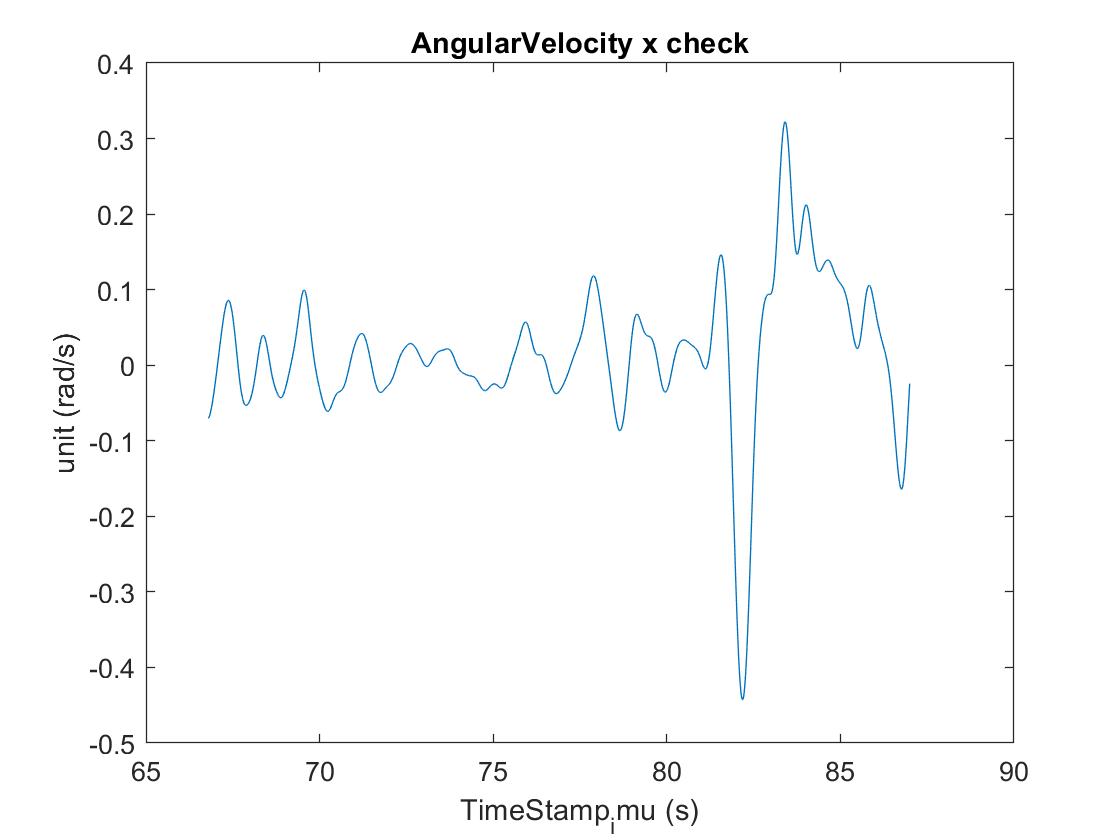 AngularVelocity x check
0.4
0.3
0.2
0.1
0
-0.1
-0.2
-0.3
-0.4
-0.5
unit (rad/s)
65 70 75 80 85 90
TimeStamp_imu (s)